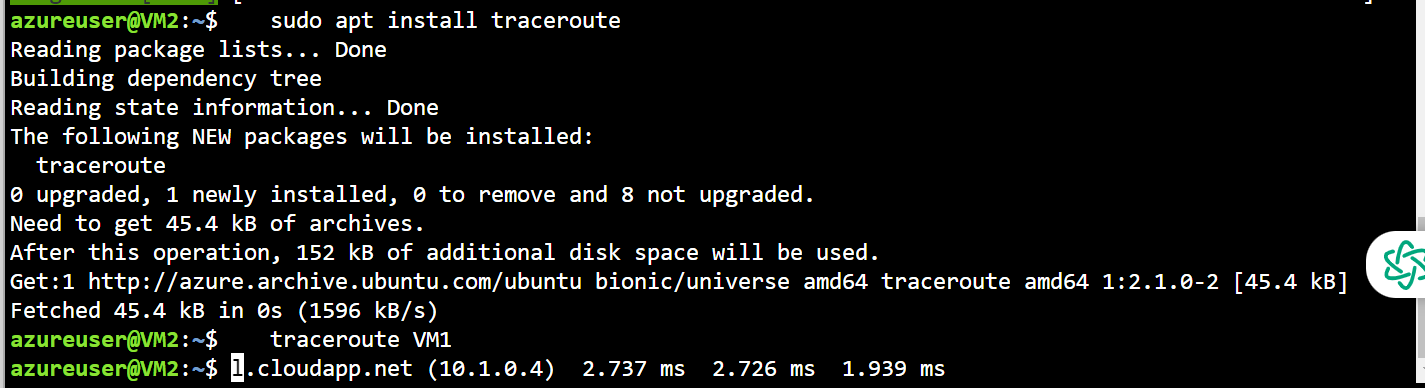 azureuser@VM2:~$    sudo apt install traceroute
Reading package lists... Done
Building dependency tree
Reading state information... Done
The following NEW packages will be installed:
  traceroute
0 upgraded, 1 newly installed, 0 to remove and 8 not upgraded.
Need to get 45.4 kB of archives.
After this operation, 152 kB of additional disk space will be used.
Get:1 http://azure.archive.ubuntu.com/ubuntu bionic/universe amd64 traceroute amd64 1:2.1.0-2 [45.4 kB]
Fetched 45.4 kB in 0s (1596 kB/s)
azureuser@VM2:~$    traceroute VM1
azureuser@VM2:~$ l.cloudapp.net (10.1.0.4)  2.737 ms  2.726 ms  1.939 ms